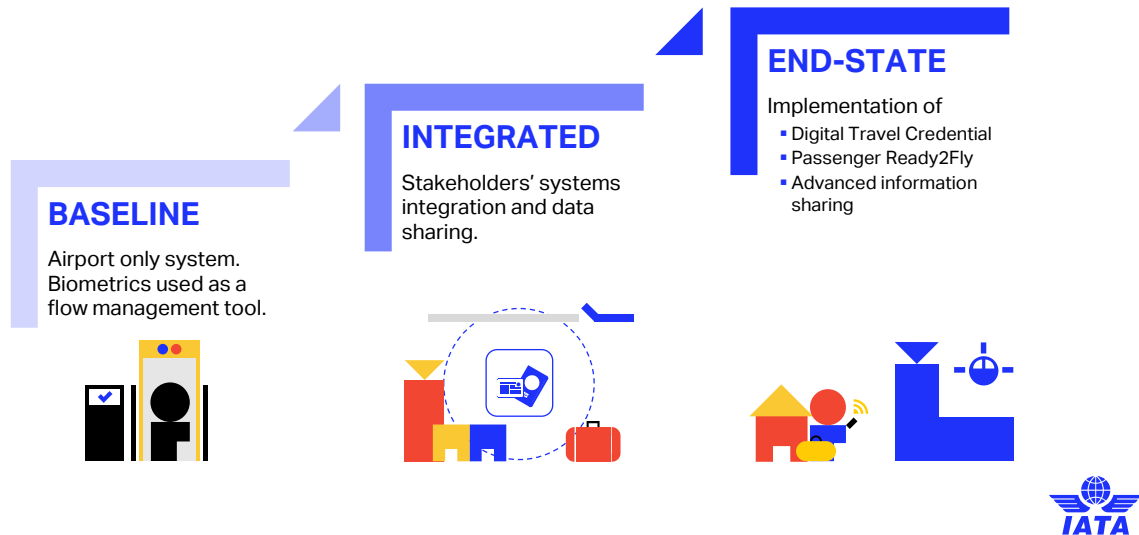 BASELINE
Airport only system.
Biometrics used as a
flow management tool.
INTEGRATED
Stakeholders’ systems
integration and data
sharing.
END-STATE
Implementation of
▪ Digital Travel Credential
▪ Passenger Ready2Fly
▪ Advanced information
sharing
IATA